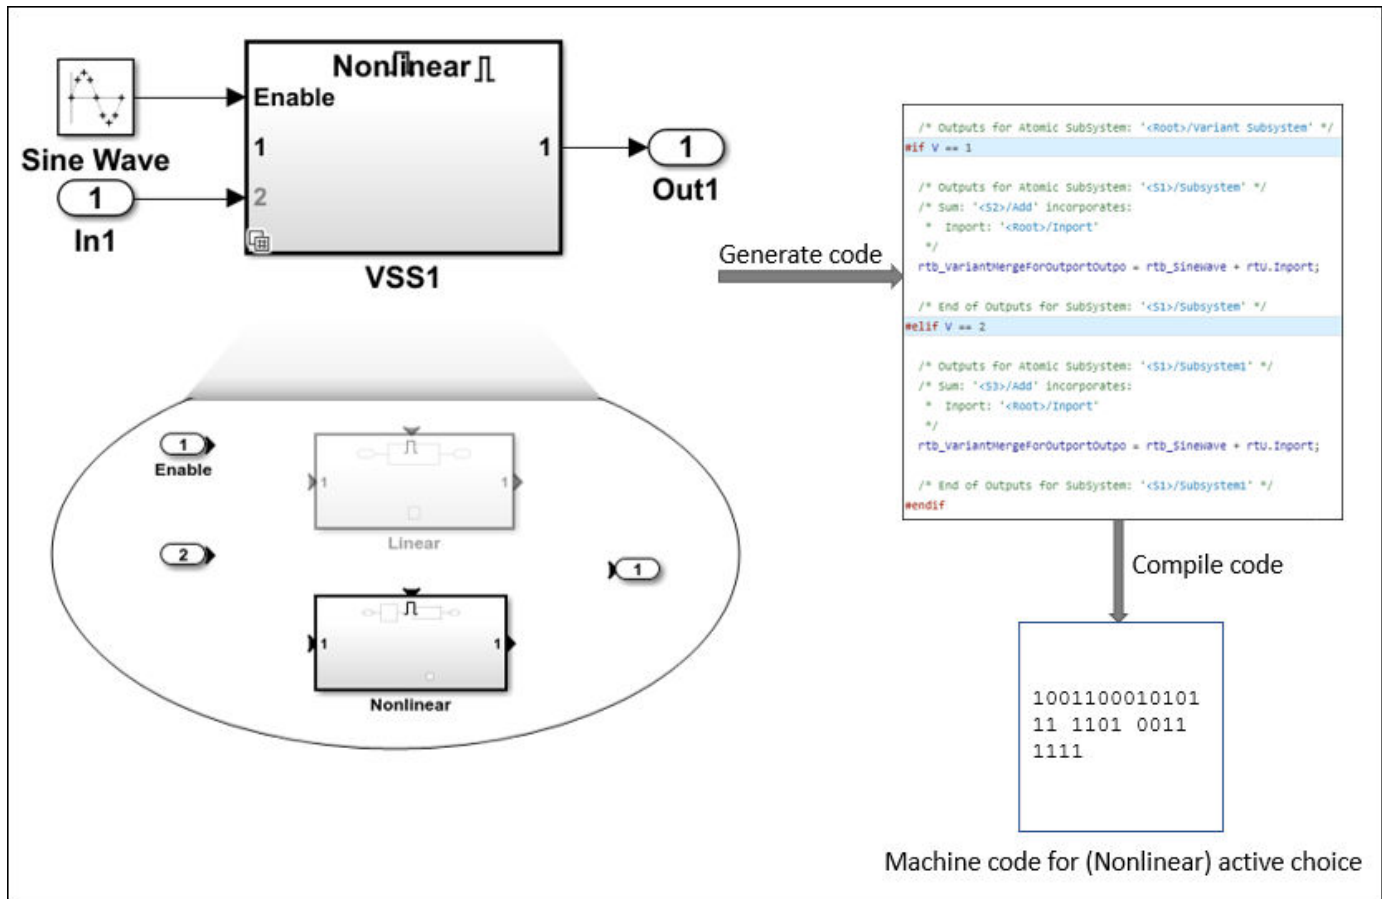 Nonlinear
Enable
1
1
2
Sine Wave
1
In1
1
Out1
VSS1
1
Enable
2
1
1
Linear
1
1
Nonlinear
1
Generate code
/* Outputs for Atomic SubSystem: '<Root>/Variant Subsystem' */
#if V == 1
/* Outputs for Atomic SubSystem: '<S1>/Subsystem' */
/* Sum: '<S2>/Add' incorporates:
*  Inport: '<Root>/Inport'
*/
rtb_VariantMergeForOutportOutpo = rtb_SineWave + rtU.Inport;
/* End of Outputs for SubSystem: '<S1>/Subsystem' */
#elif V == 2
/* Outputs for Atomic SubSystem: '<S1>/Subsystem1' */
/* Sum: '<S3>/Add' incorporates:
*  Inport: '<Root>/Inport'
*/
rtb_VariantMergeForOutportOutpo = rtb_SineWave + rtU.Inport;
/* End of Outputs for SubSystem: '<S1>/Subsystem1' */
#endif
Compile code
1001100010101
11 1101 0011
1111
Machine code for (Nonlinear) active choice